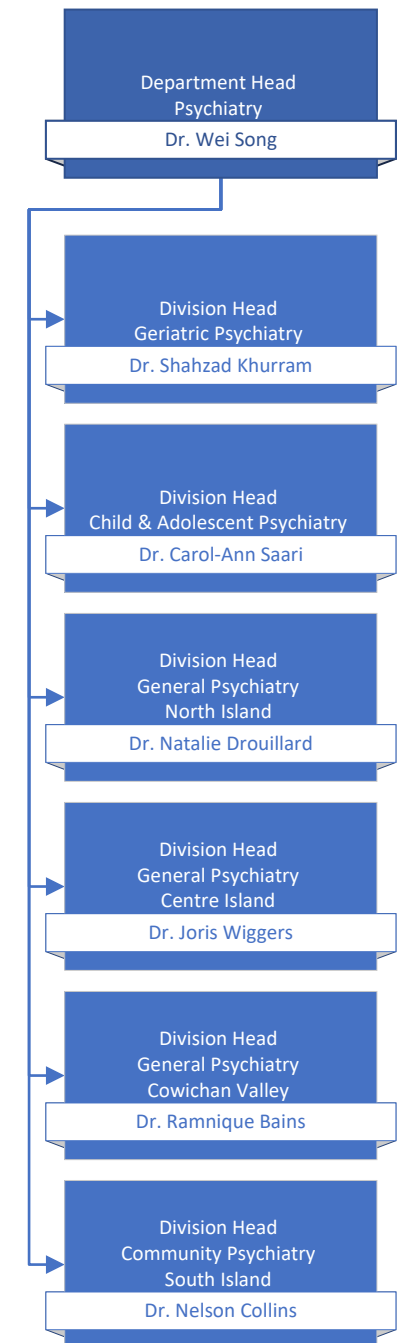 Department Head
Psychiatry
Dr. Wei Song
Division Head
Geriatric Psychiatry
Dr. Shahzad Khurram
Division Head
Child & Adolescent Psychiatry
Dr. Carol-Ann Saari
Division Head
General Psychiatry
North Island
Dr. Natalie Drouillard
Division Head
General Psychiatry
Centre Island
Dr. Joris Wiggers
Division Head
General Psychiatry
Cowichan Valley
Dr. Ramnique Bains
Division Head
Community Psychiatry
South Island
Dr. Nelson Collins